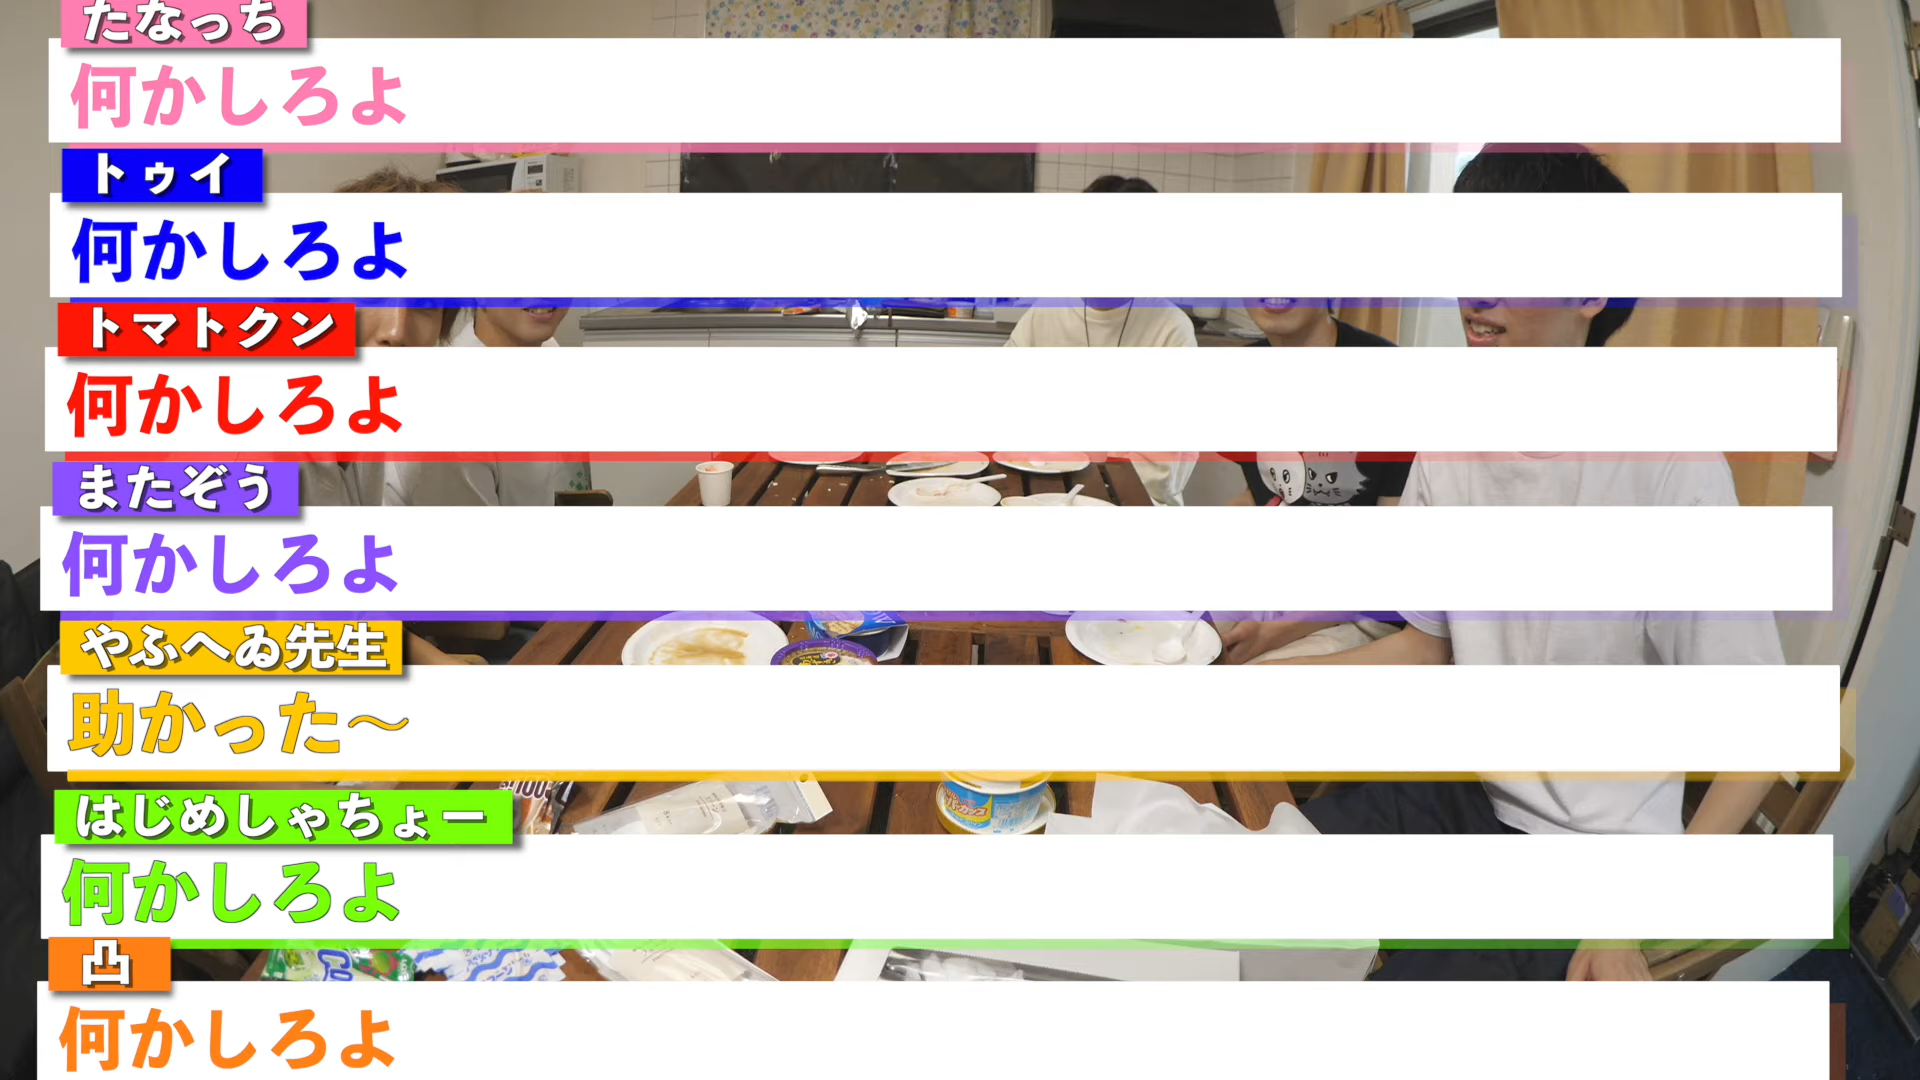 たなっち
何かしろよ
トゥイ
何かしろよ
トマトクン
何かしろよ
またぞう
何かしろよ
やふへゐ先生
助かった～
はじめしゃちょー
何かしろよ
凸
何かしろよ